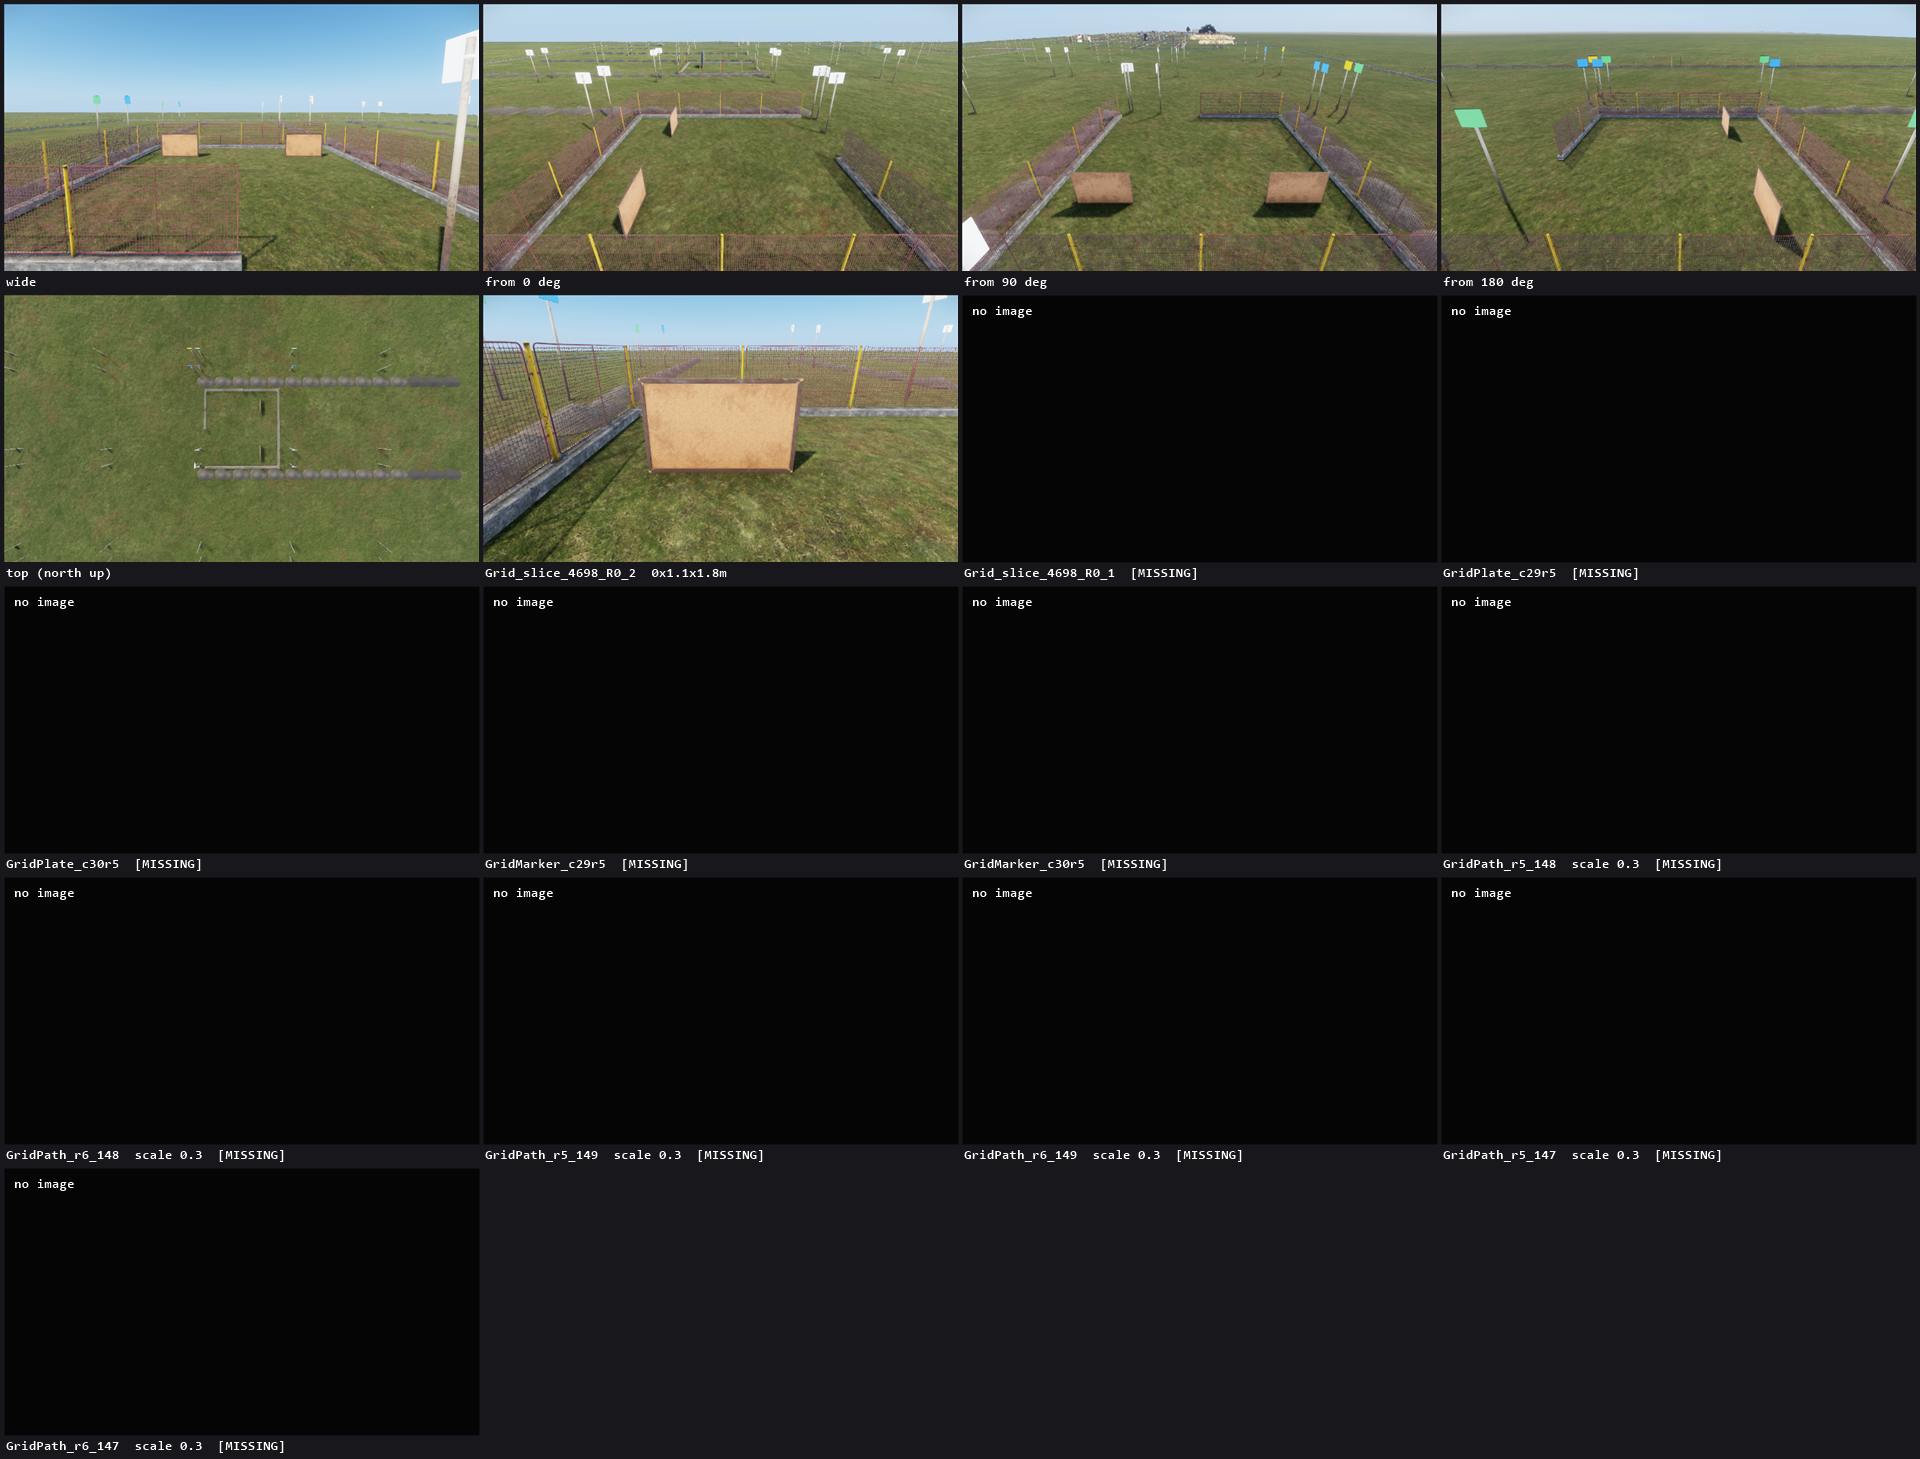 wide
from 0 deg
from 90 deg
from 180 deg
no image
no image
top (north up)
Grid_slice_4698_R0_2 0x1.1x1.8m
Grid_slice_4698_R0_1 [MISSING]
GridPlate_c29r5 [MISSING]
no image
no image
no image
no image
GridPlate_c30r5 [MISSING]
GridMarker_c29r5 [MISSING]
GridMarker_c30r5 [MISSING]
GridPath_r5_148 scale 0.3 [MISSING]
no image
no image
no image
no image
GridPath_r6_148 scale 0.3 [MISSING]
GridPath_r5_149 scale 0.3 [MISSING]
GridPath_r6_149 scale 0.3 [MISSING]
GridPath_r5_147 scale 0.3 [MISSING]
no image
GridPath_r6_147 scale 0.3 [MISSING]